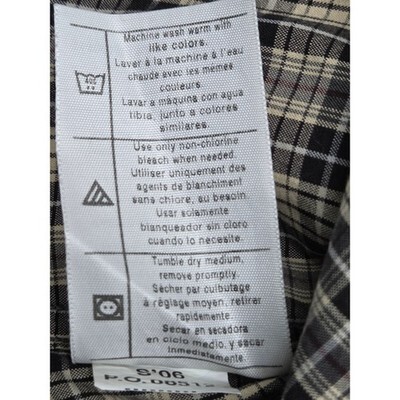 Machine wash warm with
like colors.
Laver à la machine à l'eau
chaude avec les mêmes
couleurs.
Lavar a maquina con agua
tibia, junto a colores
similares.
40C
Use only non-chlorine
bleach when needed.
Utiliser uniquement des
agents de blanchiment
sans chlore, au besoin.
Usar solamente
blanqueador sin cloro
cuando lo necesite.
Tumble dry medium,
remove promptly.
Sécher par culbutage
à réglage moyen, retirer
rapidement.
Secar en secadora
en ciclo medio, y sacar
inmediatamente.
S'06
P.O.